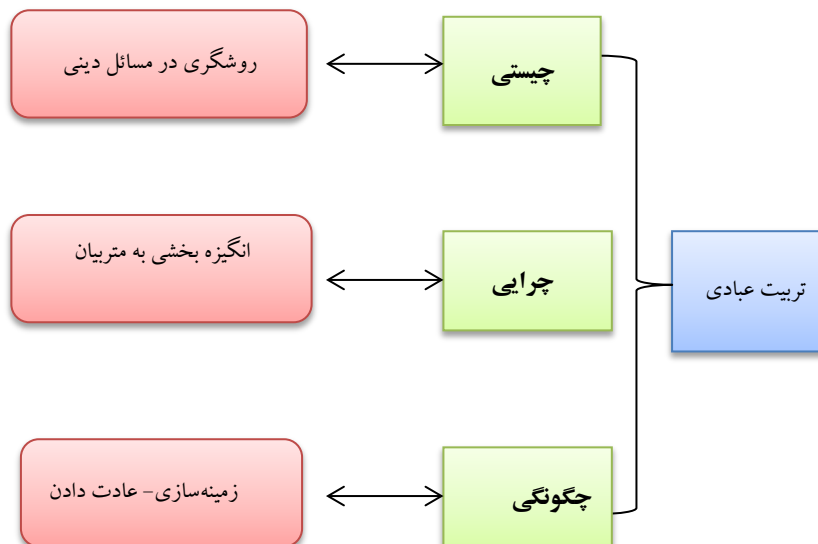 تربیت عبادی
چیستی
روشگری در مسائل دینی
چرایی
انگیزه بخشی به متربیان
چگونگی
زمینه‌سازی- عادت دادن